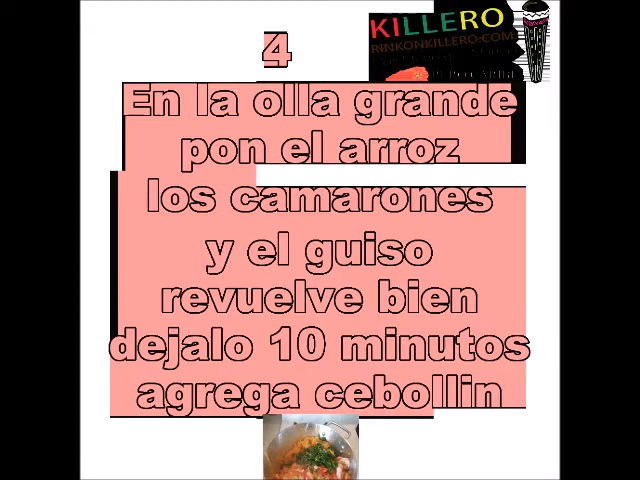 4
KILLERO
RINKONKILLERO.COM
En la olla grande
pon el arroz
los camarones
y el guiso
revuelve bien
dejalo 10 minutos
agrega cebollin